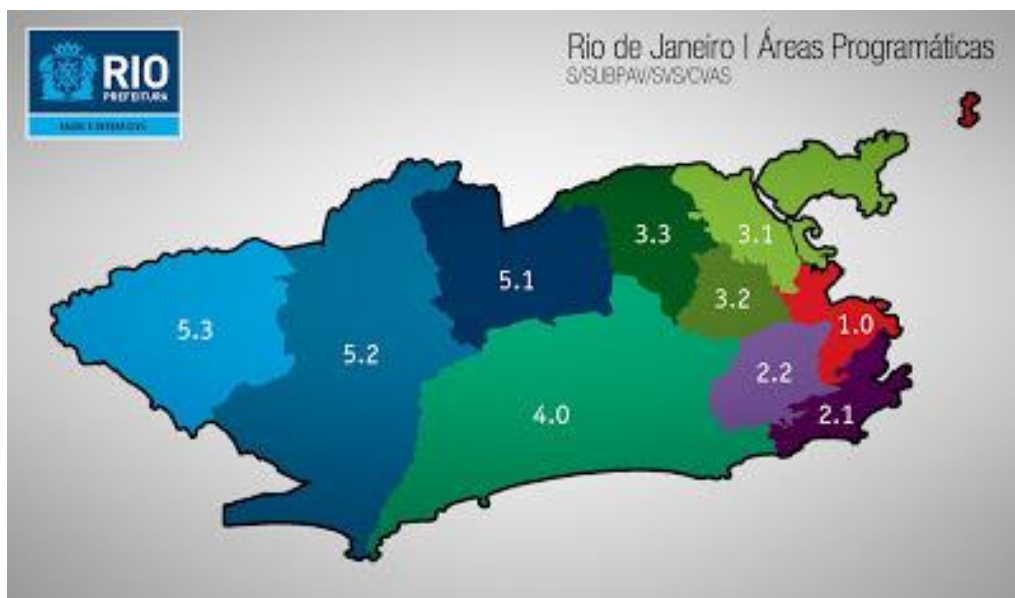 RIO
PREFEITURA
Rio de Janeiro | Áreas Programáticas
S/SUBPAV/SVS/CVAS
3.3
3.1
5.1
3.2
5.3
1.0
5.2
2.2
4.0
2.1